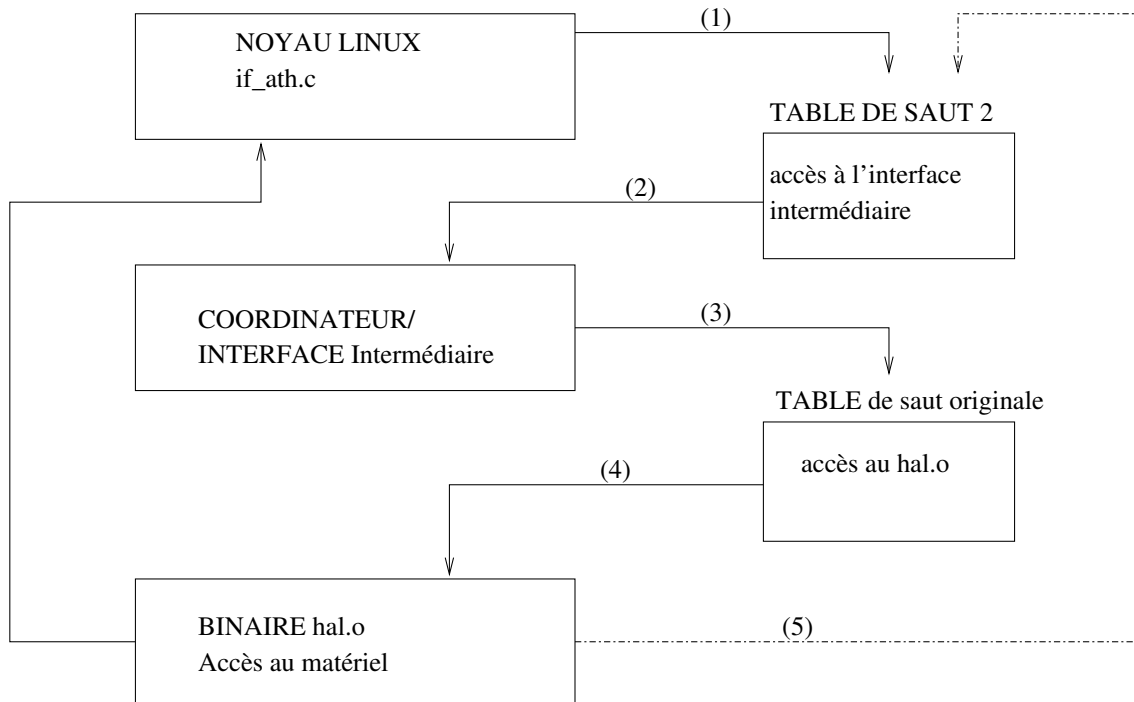 (1)
NOYAU LINUX
if_ath.c
TABLE DE SAUT 2
accès à l'interface
intermédiaire
(2)
COORDINATEUR/
INTERFACE Intermédiaire
(3)
TABLE de saut originale
accès au hal.o
(4)
BINAIRE hal.o
Accès au matériel
(5)